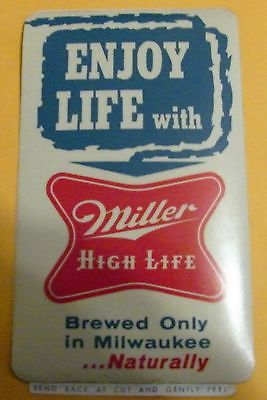 ENJOY
LIFE with
Miller
HIGH LIFE
Brewed Only
in Milwaukee
...Naturally
BEND BACK AT CUT AND GENTLY PEEL